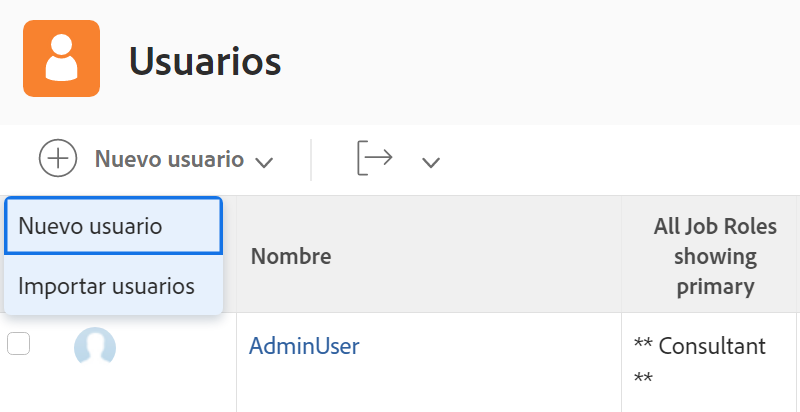 Usuarios
Nuevo usuario
Nuevo usuario
Importar usuarios
Nombre
All Job Roles
showing
primary
AdminUser
** Consultant
**